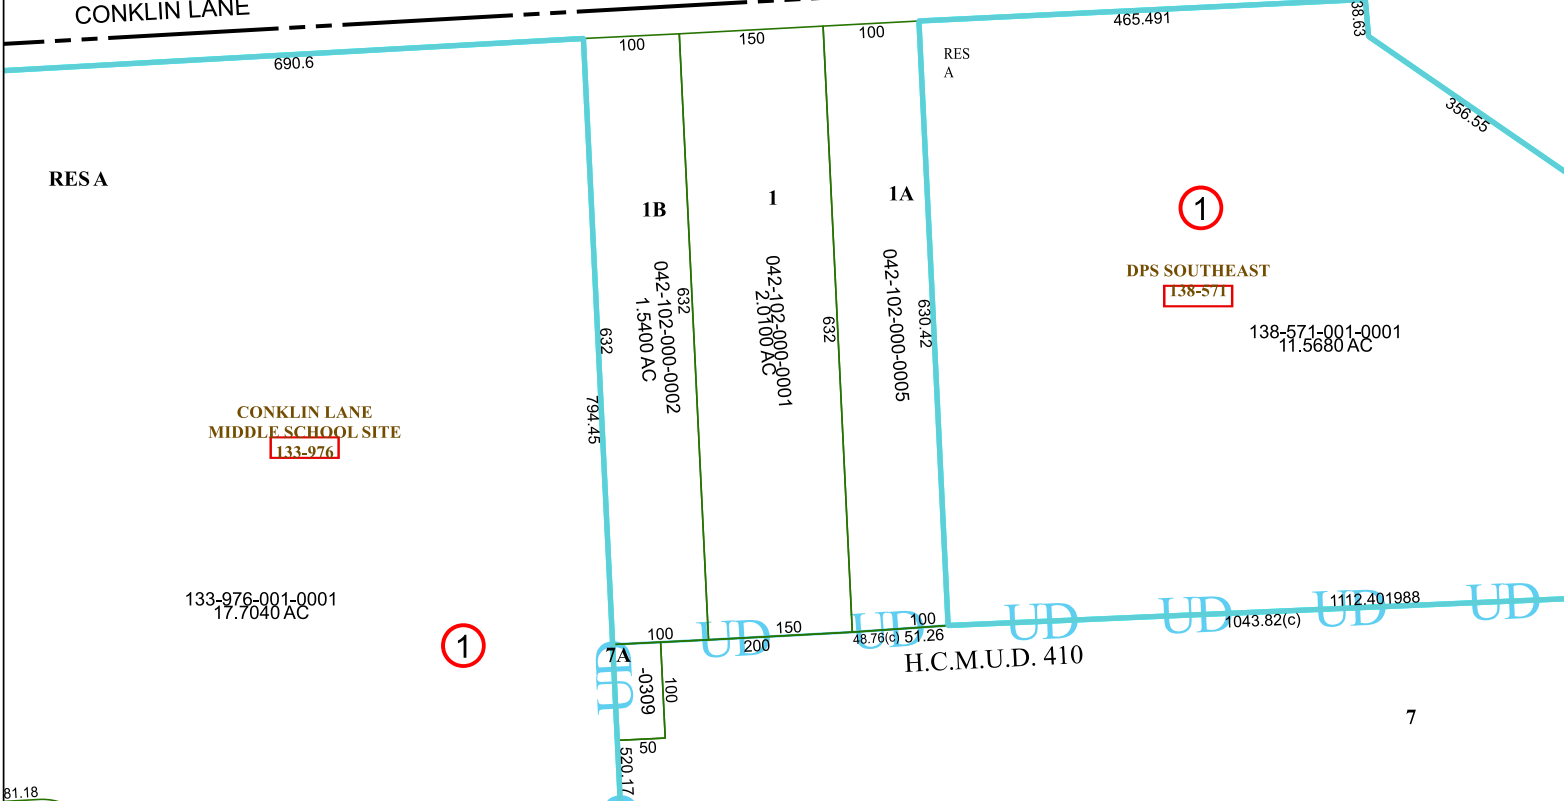 CONKLIN LANE
690.6
100
150
100
465.491
38.63
356.55
RES
A
RES A
1B
1
1A
1
DPS SOUTHEAST
138-571
138-571-001-0001
11.5680 AC
042-102-000-0002
1.5400 AC
632
042-102-000-0001
2.0100 AC
632
042-102-000-0005
630.42
632
794.45
CONKLIN LANE
MIDDLE SCHOOL SITE
133-976
133-976-001-0001
17.7040 AC
1
100
150
200
100
48.76(c) 51.26
UD
UD
UD
UD
UD
UD
UD
1112.401988
1043.82(c)
H.C.M.U.D. 410
7A
-0309
100
50
520.17
7
81.18